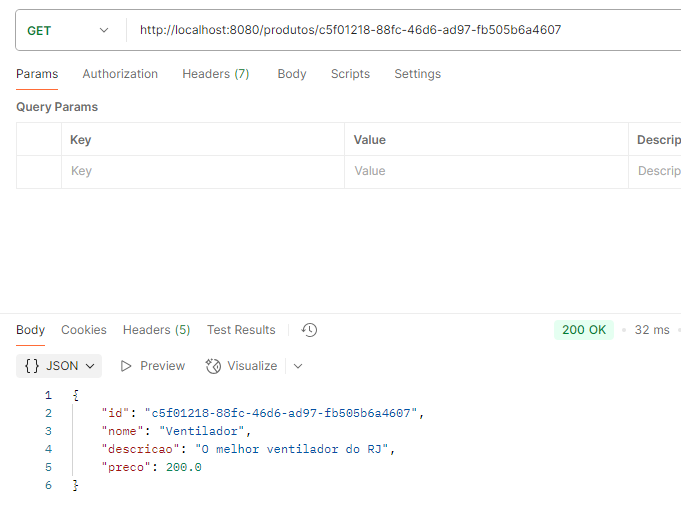 GET http://localhost:8080/produtos/c5f01218-88fc-46d6-ad97-fb505b6a4607
Params Authorization Headers (7) Body Scripts Settings
Query Params
Key Value Descrip
Key Value Descrip
Body Cookies Headers (5) Test Results 200 OK 32 ms
{} JSON Preview Visualize
1 {
2 "id": "c5f01218-88fc-46d6-ad97-fb505b6a4607",
3 "nome": "Ventilador",
4 "descricao": "O melhor ventilador do RJ",
5 "preco": 200.0
6 }